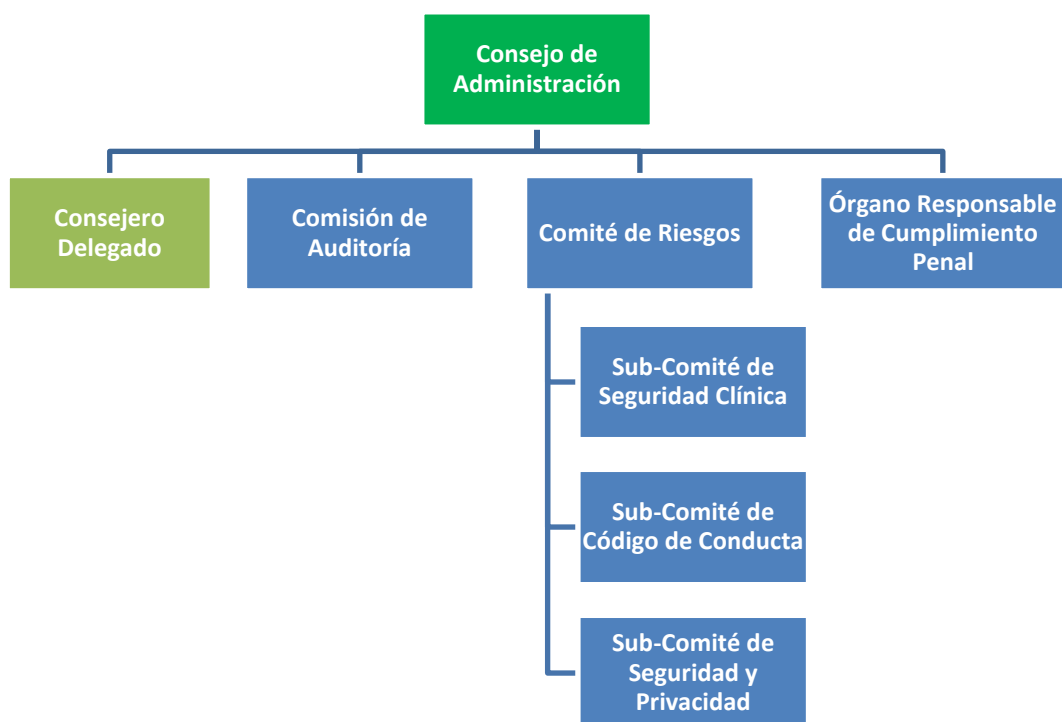 Consejo de
Administración
Consejero
Delegado
Comisión de
Auditoría
Comité de Riesgos
Órgano Responsable
de Cumplimiento
Penal
Sub-Comité de
Seguridad Clínica
Sub-Comité de
Código de Conducta
Sub-Comité de
Seguridad y
Privacidad